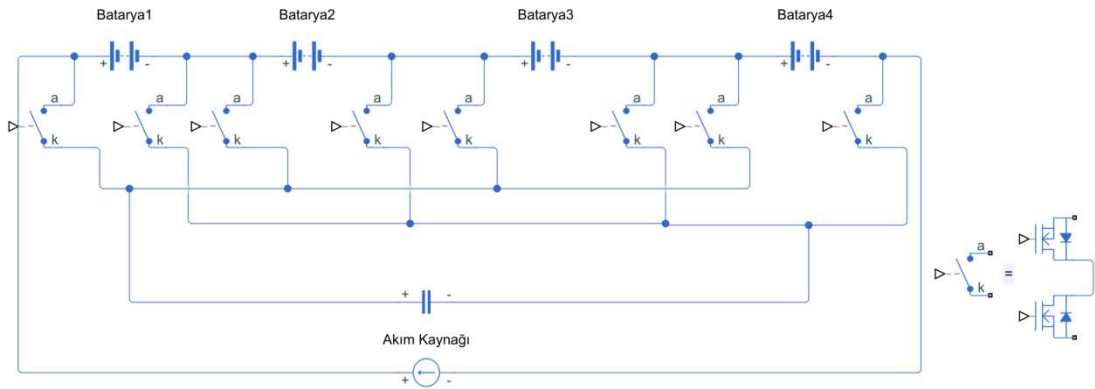 Batarya1 Batarya2 Batarya3 Batarya4
+ - + - + - + -
a a a a a a a a
k k k k k k k k
a
=
k
+ -
Akım Kaynağı
+ -